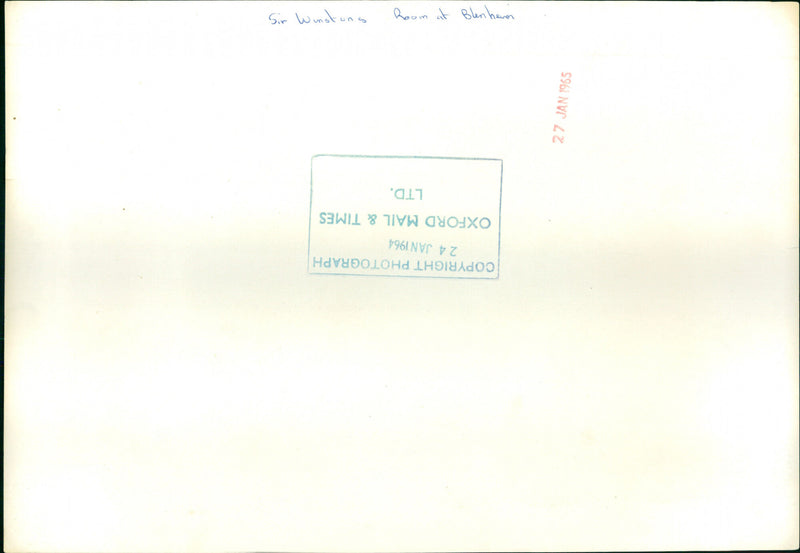 Sir Winstons Room at Blenheim
27 JAN 1965
COPYRIGHT PHOTOGRAPH
24 JAN 1964
OXFORD MAIL & TIMES
LTD.